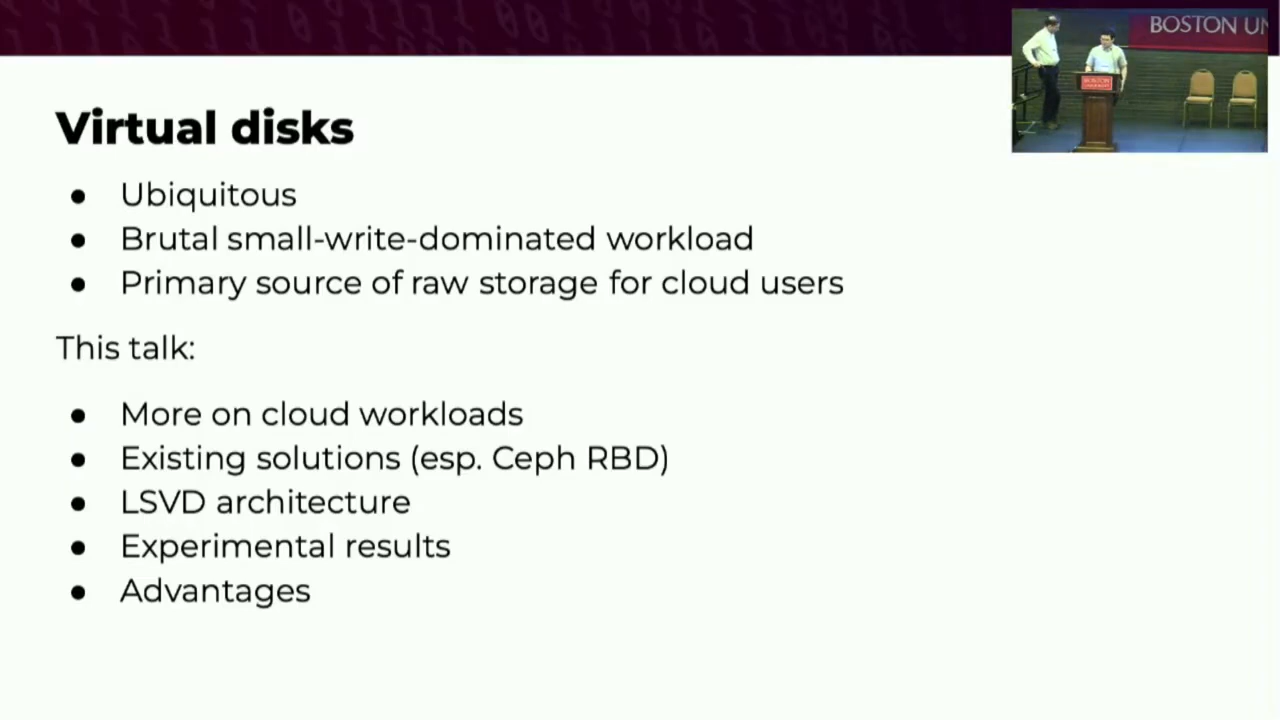 Virtual disks
● Ubiquitous
● Brutal small-write-dominated workload
● Primary source of raw storage for cloud users
This talk:
● More on cloud workloads
● Existing solutions (esp. Ceph RBD)
● LSVD architecture
● Experimental results
● Advantages
BOSTON UN
BOSTON